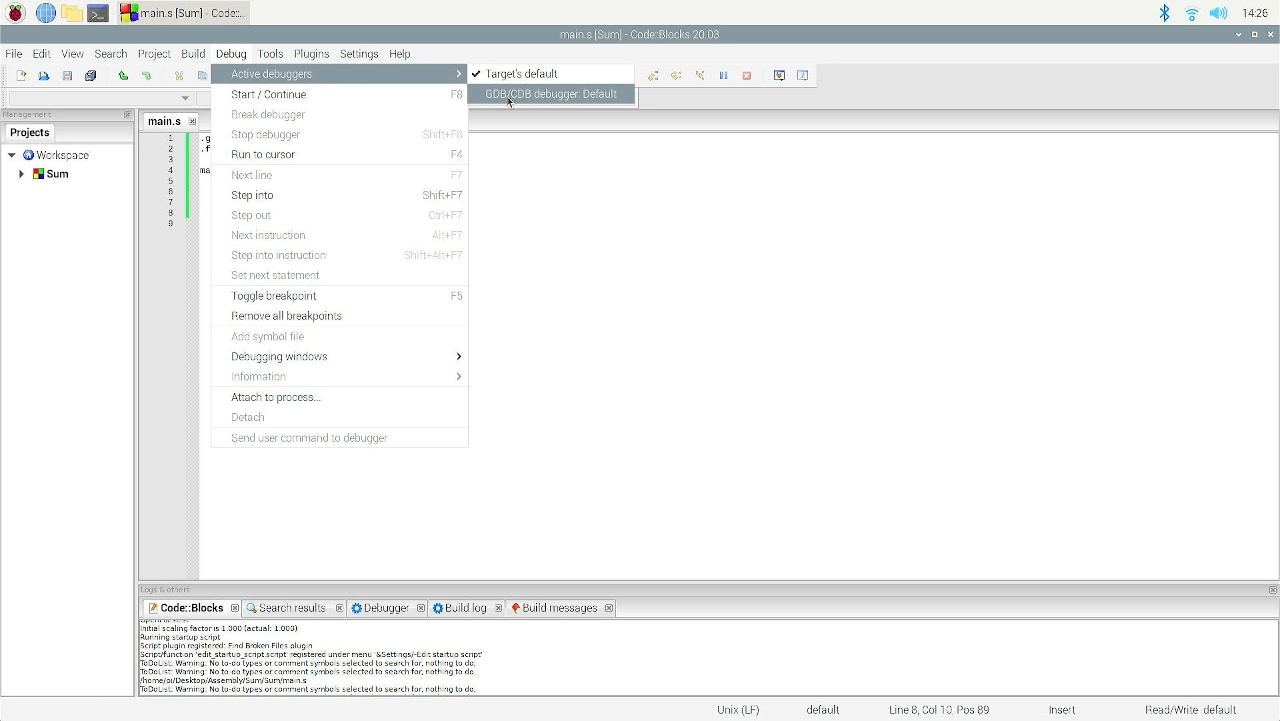 main.s [Sum] - Code:...
14:26
main.s [Sum] - Code::Blocks 20.03
File Edit View Search Project Build Debug Tools Plugins Settings Help
Active debuggers
Target's default
Start / Continue F8
GDB/CDB debugger: Default
Break debugger
Stop debugger Shift+F8
Run to cursor F4
Next line F7
Step into Shift+F7
Step out Ctrl+F7
Next instruction Alt+F7
Step into instruction Shift+Alt+F7
Set next statement
Toggle breakpoint F5
Remove all breakpoints
Add symbol file
Debugging windows
Information
Attach to process...
Detach
Send user command to debugger
Management
Projects
Workspace
Sum
main.s
1 .g
2 .f
3
4 ma
5
6
7
8
9
Logs & others
Code::Blocks Search results Debugger Build log Build messages
Initial scaling factor is 1.000 (actual: 1.000)
Running startup script
Script plugin registered: Find Broken Files plugin
Script/function 'edit_startup_script.script' registered under menu '&Settings/-Edit startup script'
ToDoList: Warning: No to-do types or comment symbols selected to search for, nothing to do.
ToDoList: Warning: No to-do types or comment symbols selected to search for, nothing to do.
/home/pi/Desktop/Assembly/Sum/Sum/main.s
ToDoList: Warning: No to-do types or comment symbols selected to search for, nothing to do.
Unix (LF) default Line 8, Col 10, Pos 89 Insert Read/Write default